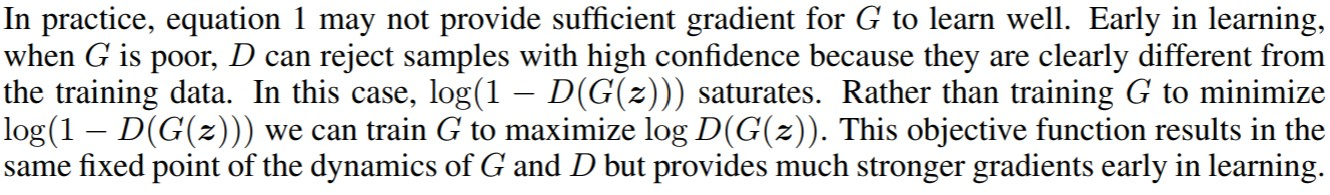 In practice, equation 1 may not provide sufficient gradient for G to learn well. Early in learning,
when G is poor, D can reject samples with high confidence because they are clearly different from
the training data. In this case, log(1 − D(G(z))) saturates. Rather than training G to minimize
log(1 − D(G(z))) we can train G to maximize log D(G(z)). This objective function results in the
same fixed point of the dynamics of G and D but provides much stronger gradients early in learning.